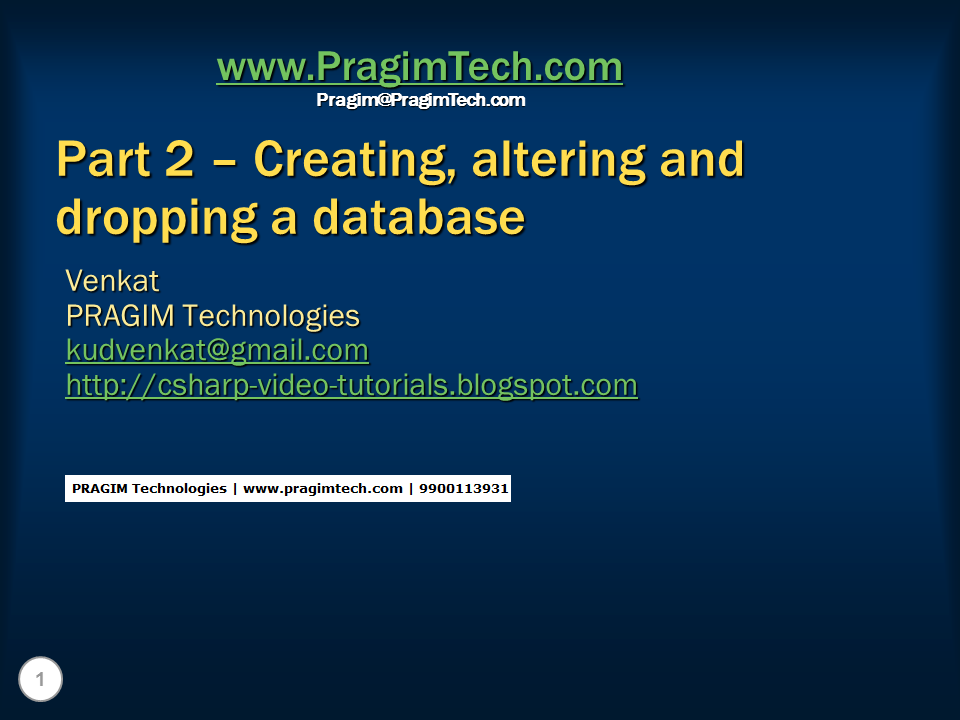 www.PragimTech.com
Pragim@PragimTech.com
Part 2 – Creating, altering and
dropping a database
Venkat
PRAGIM Technologies
kudvenkat@gmail.com
http://csharp-video-tutorials.blogspot.com
PRAGIM Technologies | www.pragimtech.com | 9900113931
1